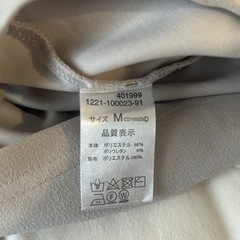 401999
1221-100023-91
サイズ M
品質表示
本体 ポリエステル 96%
ポリウレタン 4%
別布 ポリエステル100%